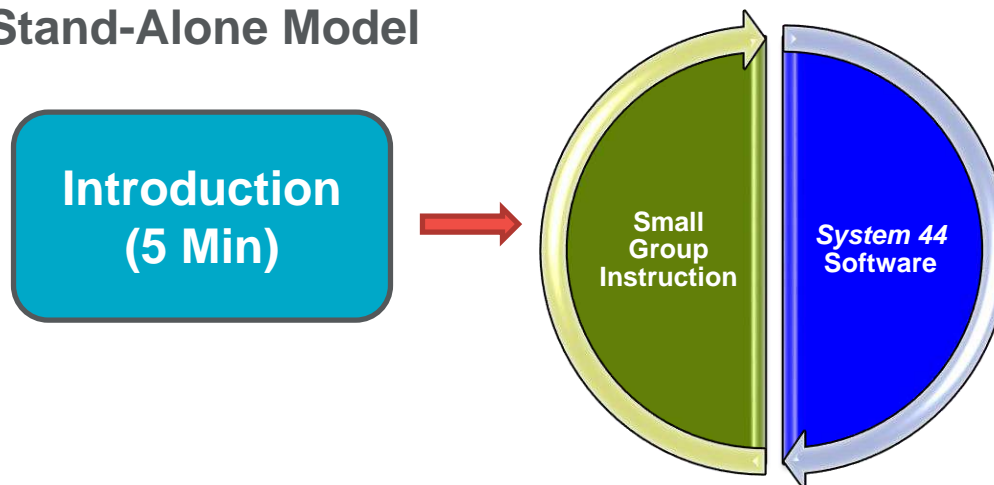 Stand-Alone Model
Introduction
(5 Min)
Small
Group
Instruction
System 44
Software